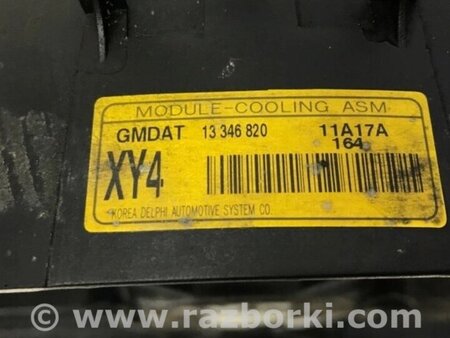 MODULE-COOLING ASM
GMDAT 13 346 820 11A17A
164
XY4
KOREA DELPHI AUTOMOTIVE SYSTEM CO.
© www.razborki.com